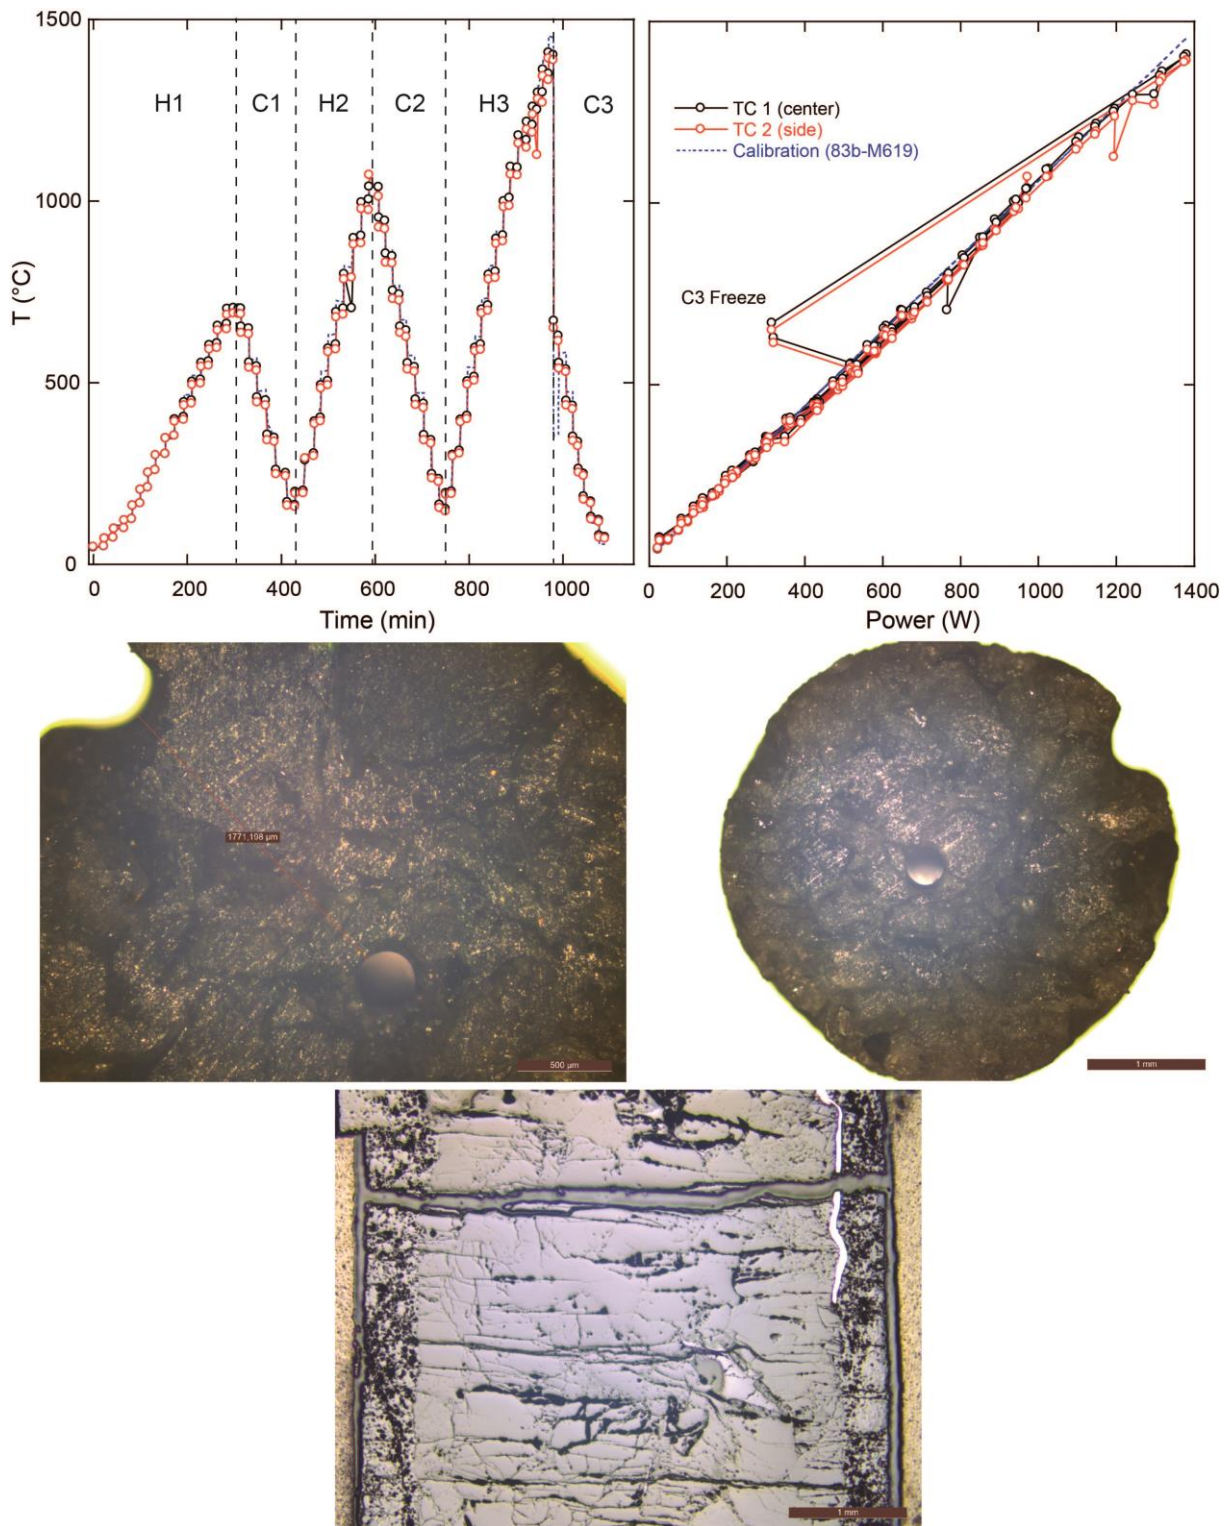 1500
1000
500
0
T (°C)
H1
C1
H2
C2
H3
C3
0
200
400
600
800
1000
Time (min)
TC 1 (center)
TC 2 (side)
Calibration (83b-M619)
C3 Freeze
0
200
400
600
800
1000
1200
1400
Power (W)
1771,198 µm
500 µm
1 mm
1 mm